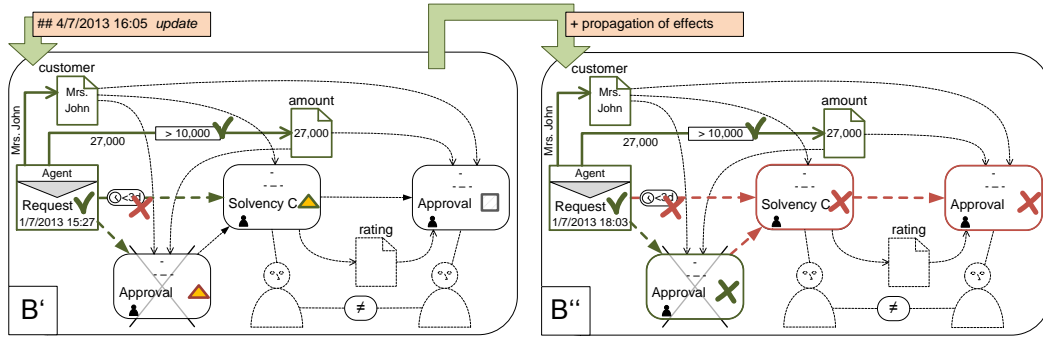 ## 4/7/2013 16:05 update
+ propagation of effects
customer
Mrs.
John
amount
Mrs. John
> 10,000
27,000
27,000
Agent
Request
1/7/2013 15:27
<3d
-
----
Solvency C
-
----
Approval
rating
-
----
Approval
≠
B'
customer
Mrs.
John
amount
Mrs. John
> 10,000
27,000
27,000
Agent
Request
1/7/2013 18:03
<3d
-
----
Solvency C
-
----
Approval
rating
-
----
Approval
≠
B''